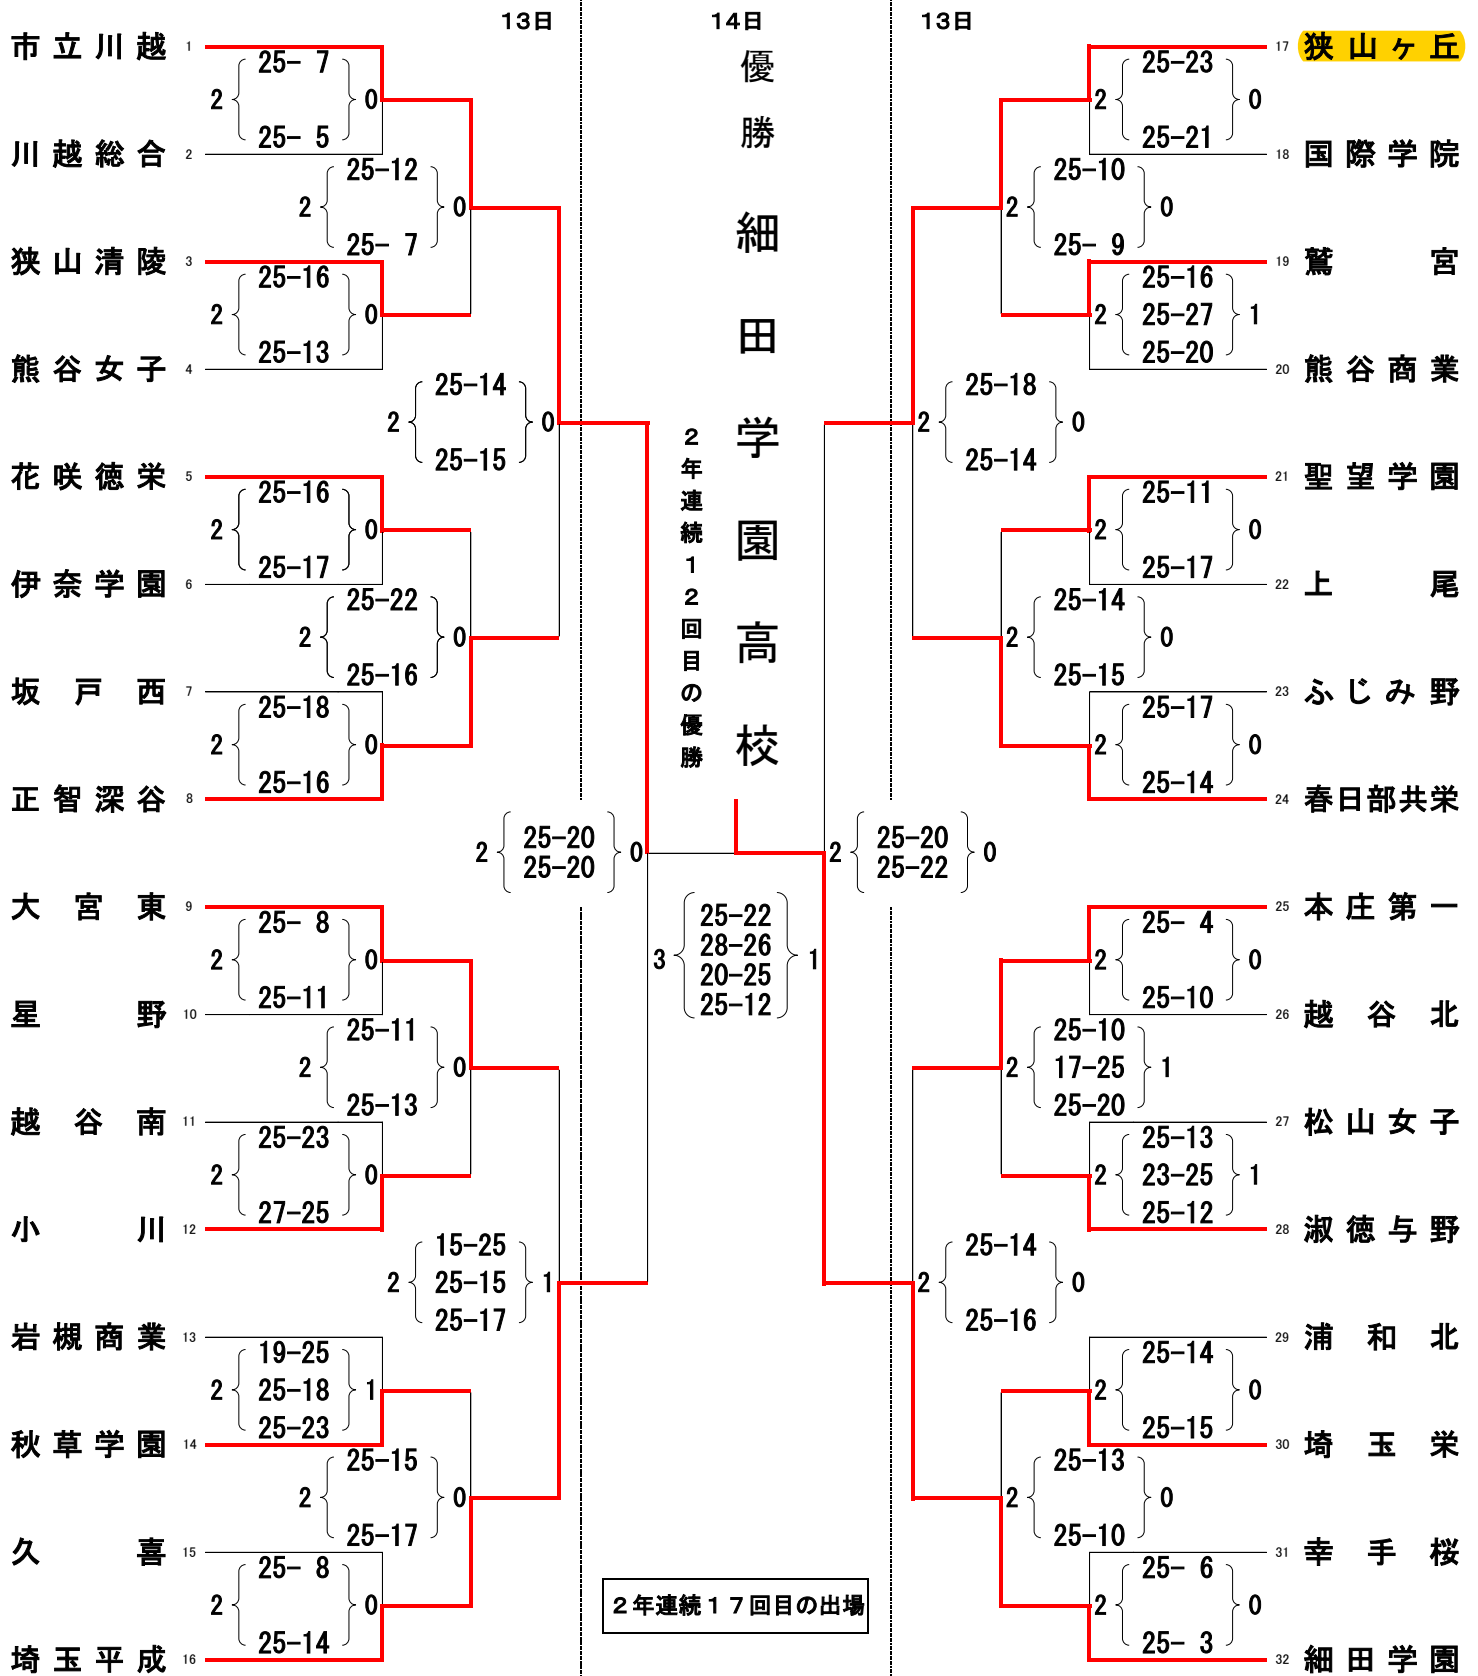 13日
14日
13日
優勝 細田学園高校
2年連続12回目の優勝
市立川越 1
25- 7
2 0
25- 5
川越総合 2
25-12
2 0
25- 7
狭山清陵 3
25-16
2 0
25-13
熊谷女子 4
25-14
2 0
25-15
花咲徳栄 5
25-16
2 0
25-17
伊奈学園 6
25-22
2 0
25-16
坂戸西 7
25-18
2 0
25-16
正智深谷 8
25-20
2 0
25-20
大宮東 9
25- 8
2 0
25-11
星野 10
25-11
2 0
25-13
越谷南 11
25-23
2 0
27-25
小川 12
15-25
2 25-15 1
25-17
岩槻商業 13
19-25
2 25-18 1
25-23
秋草学園 14
25-15
2 0
25-17
久喜 15
25- 8
2 0
25-14
埼玉平成 16
25-22
28-26
3 1
20-25
25-12
2年連続17回目の出場
17 狭山ヶ丘
25-23
2 0
25-21
18 国際学院
25-10
2 0
25- 9
19 鷲宮
25-16
2 25-27 1
25-20
20 熊谷商業
25-18
2 0
25-14
21 聖望学園
25-11
2 0
25-17
22 上尾
25-14
2 0
25-15
23 ふじみ野
25-17
2 0
25-14
24 春日部共栄
25-20
2 0
25-22
25 本庄第一
25- 4
2 0
25-10
26 越谷北
25-10
2 17-25 1
25-20
27 松山女子
25-13
2 23-25 1
25-12
28 淑徳与野
25-14
2 0
25-16
29 浦和北
25-14
2 0
25-15
30 埼玉栄
25-13
2 0
25-10
31 幸手桜
25- 6
2 0
25- 3
32 細田学園